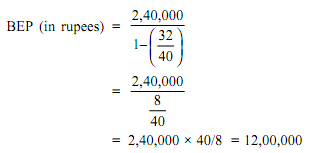 BEP (in rupees) = 2,40,000 / 1–(32/40)
= 2,40,000 / 8/40
= 2,40,000 × 40/8 = 12,00,000